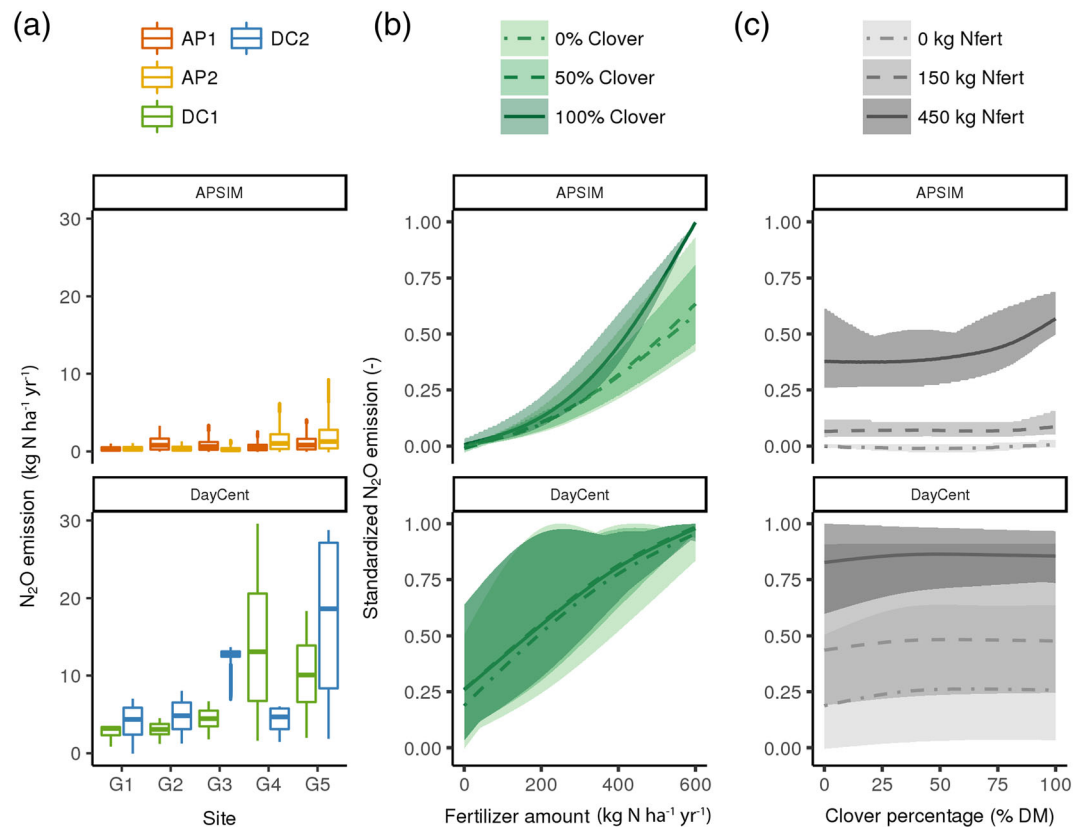 (a)
AP1
DC2
AP2
DC1
APSIM
30
20
10
0
DayCent
30
20
10
0
G1 G2 G3 G4 G5
Site
N₂O emission (kg N ha⁻¹ yr⁻¹)
(b)
0% Clover
50% Clover
100% Clover
APSIM
1.00
0.75
0.50
0.25
0.00
DayCent
1.00
0.75
0.50
0.25
0.00
0 200 400 600
Fertilizer amount (kg N ha⁻¹ yr⁻¹)
Standardized N₂O emission (-)
(c)
0 kg Nfert
150 kg Nfert
450 kg Nfert
APSIM
1.00
0.75
0.50
0.25
0.00
DayCent
1.00
0.75
0.50
0.25
0.00
0 25 50 75 100
Clover percentage (% DM)